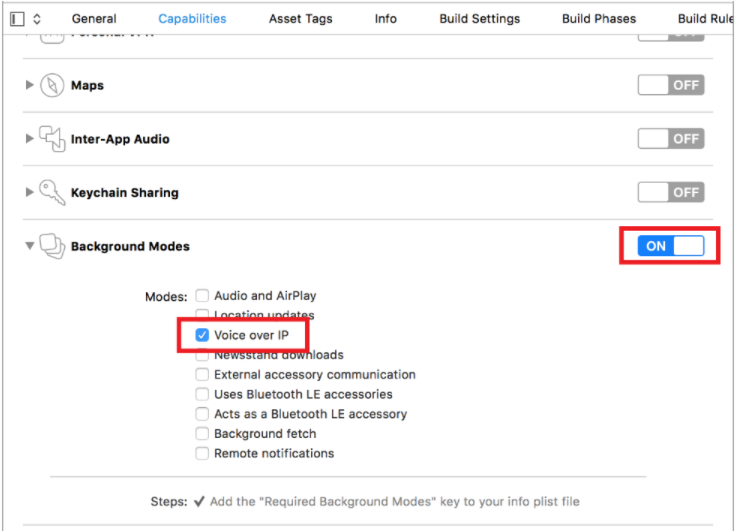 General Capabilities Asset Tags Info Build Settings Build Phases Build Rule
Maps OFF
Inter-App Audio OFF
Keychain Sharing OFF
Background Modes ON
Modes: Audio and AirPlay
Location updates
Voice over IP
Newsstand downloads
External accessory communication
Uses Bluetooth LE accessories
Acts as a Bluetooth LE accessory
Background fetch
Remote notifications
Steps: ✓ Add the "Required Background Modes" key to your info plist file